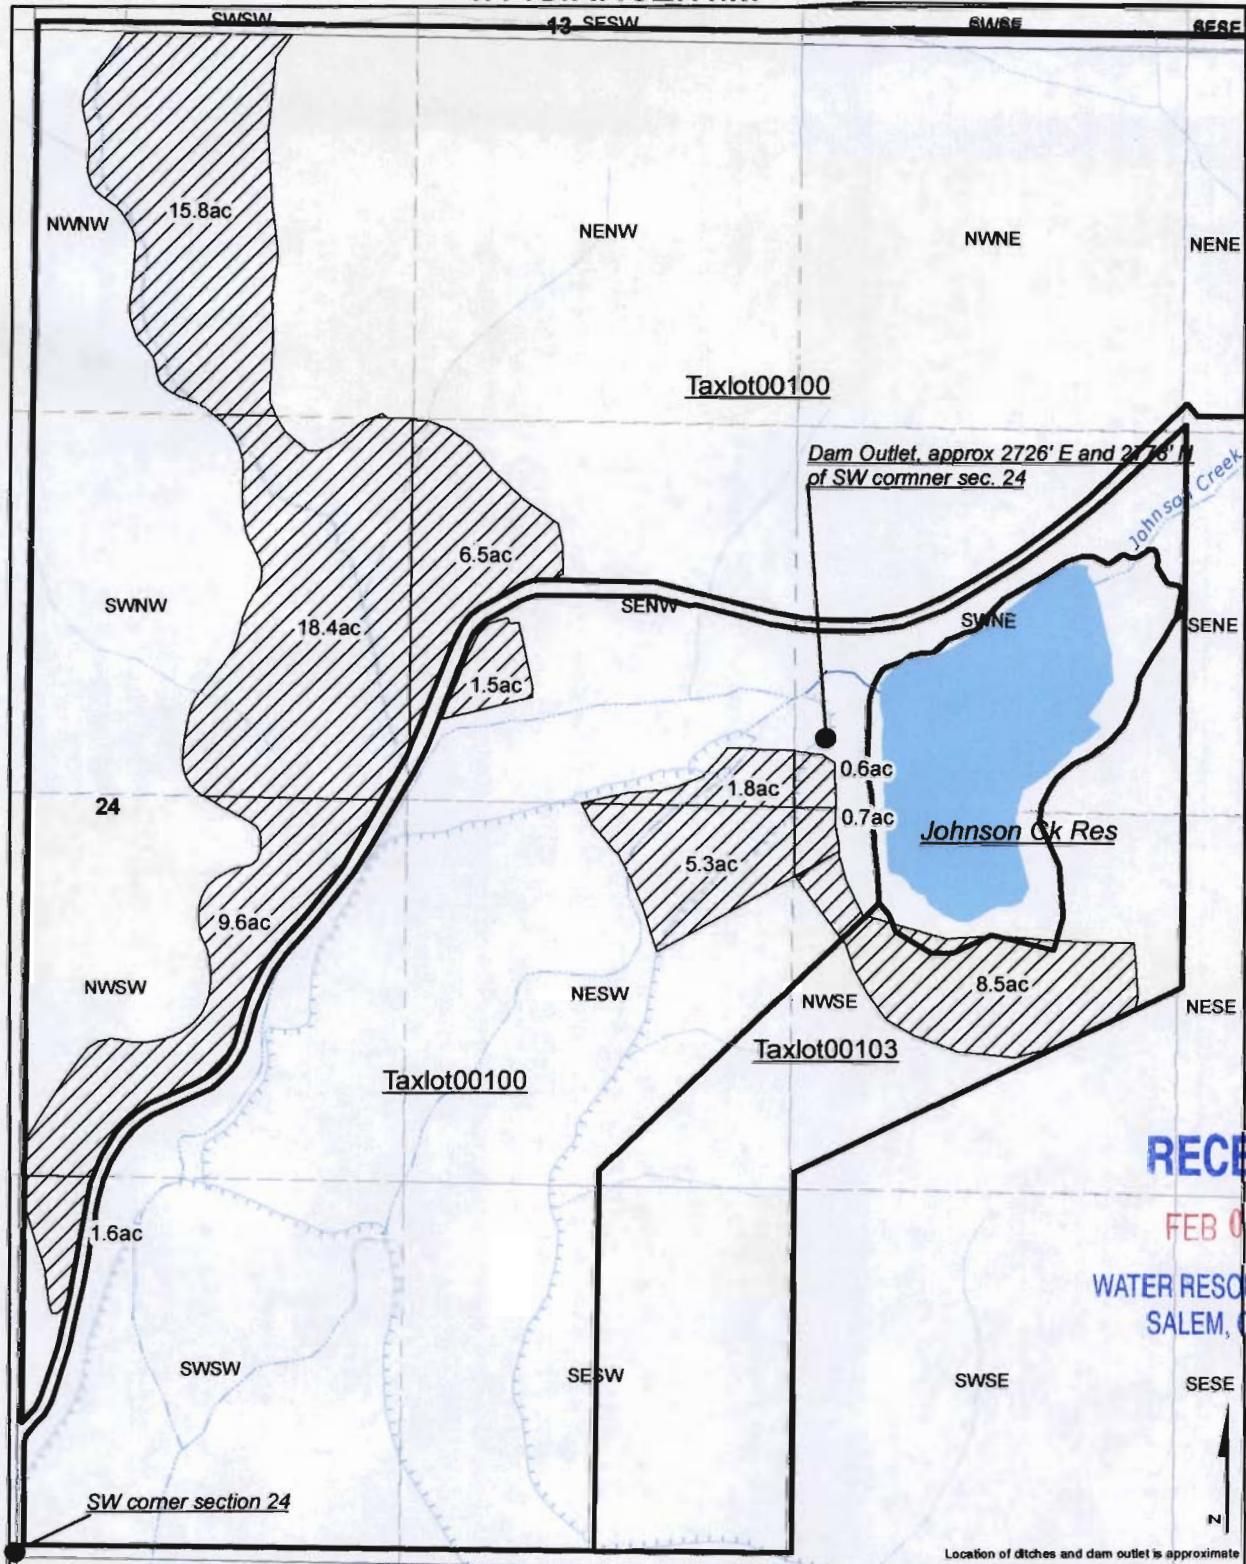 SWSW
13
SESW
SWSE
SESE
NWNW
15.8ac
NENW
NWNE
NENE
Taxlot00100
Dam Outlet, approx 2726' E and 2776' N
of SW cormner sec. 24
Johnson Creek
6.5ac
SWNW
SENW
SWNE
SENE
18.4ac
1.5ac
24
1.8ac
0.6ac
0.7ac
Johnson Ck Res
5.3ac
9.6ac
NWSW
NESW
NWSE
8.5ac
NESE
Taxlot00103
Taxlot00100
RECE
FEB 0
1.6ac
WATER RESO
SALEM,
SWSW
SESW
SWSE
SESE
SW corner section 24
N
Location of ditches and dam outlet is approximate